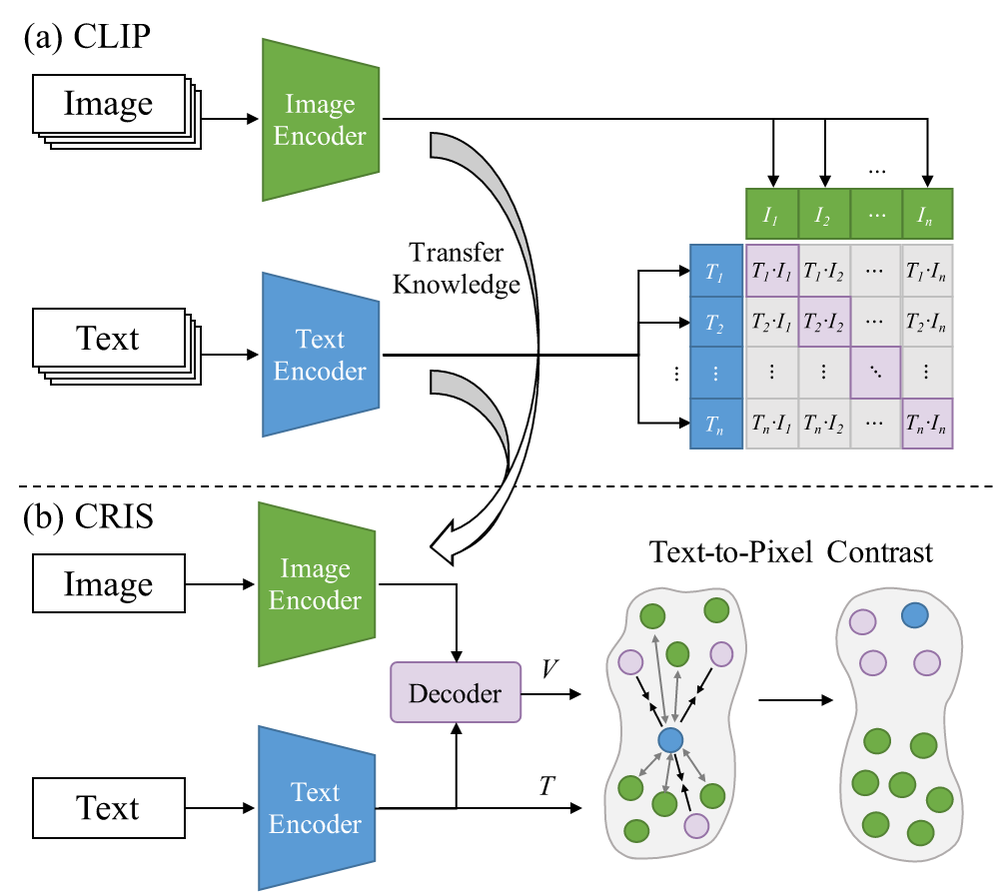 (a) CLIP
Image
Image
Encoder
...
I1 I2 ... In
Transfer
Knowledge
T1 T1·I1 T1·I2 ... T1·In
Text
Text
Encoder
T2 T2·I1 T2·I2 ... T2·In
⋮ ⋮ ⋮ ⋮ ⋱ ⋮
Tn Tn·I1 Tn·I2 ... Tn·In
(b) CRIS
Image
Image
Encoder
Text-to-Pixel Contrast
Decoder
V
Text
Text
Encoder
T